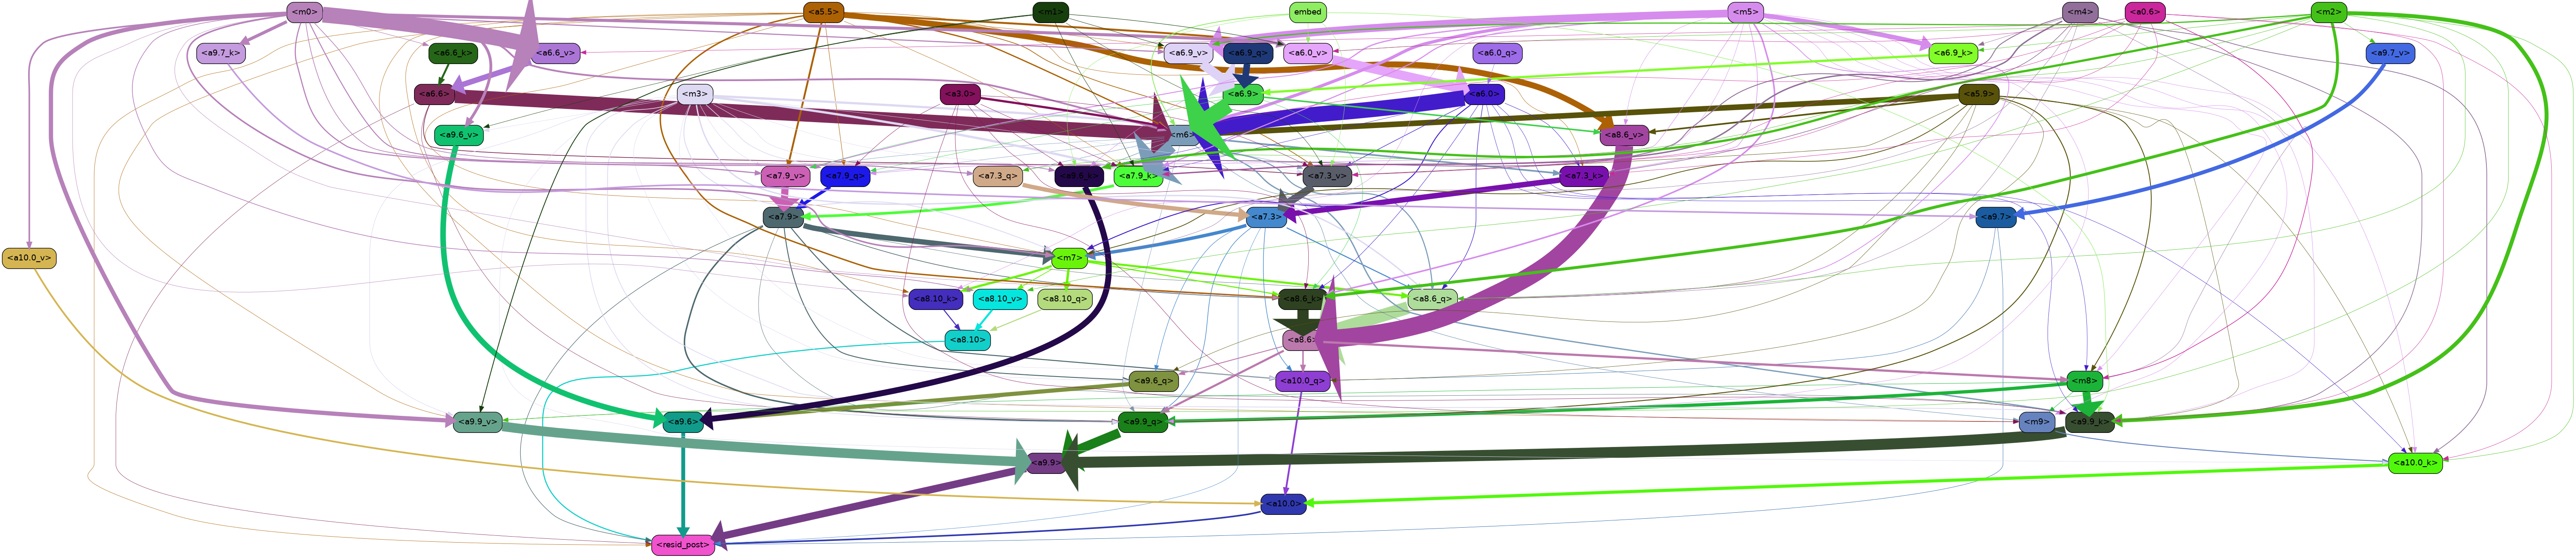 <m0> <a5.5> <m1> embed <m5> <m4> <a0.6> <m2>
<a9.7_k> <a6.6_k> <a6.6_v> <a6.9_v> <a6.9_q> <a6.0_v> <a6.0_q> <a6.9_k> <a9.7_v>
<a6.6> <m3> <a3.0> <a6.9> <a6.0> <a5.9>
<a9.6_v> <m6> <a8.6_v>
<a7.9_v> <a7.9_q> <a7.3_q> <a9.6_k> <a7.9_k> <a7.3_v> <a7.3_k>
<a7.9> <a7.3> <a9.7>
<a10.0_v> <m7>
<a8.10_k> <a8.10_v> <a8.10_q> <a8.6_k> <a8.6_q>
<a8.10> <a8.6>
<a9.6_q> <a10.0_q> <m8>
<a9.9_v> <a9.6> <a9.9_q> <m9> <a9.9_k>
<a9.9> <a10.0_k>
<a10.0>
<resid_post>